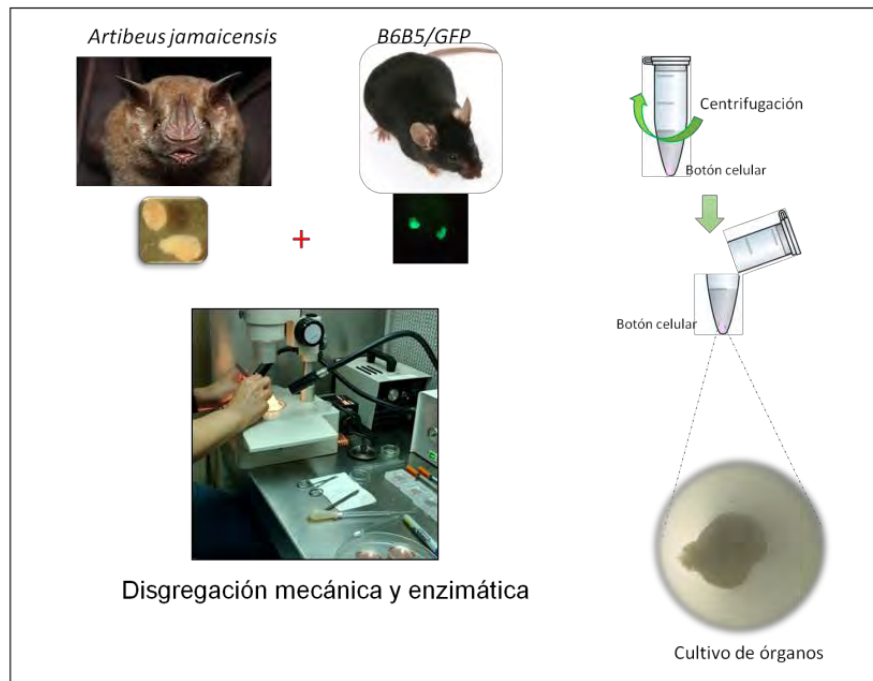 Artibeus jamaicensis
B6B5/GFP
+
Centrifugación
Botón celular
Botón celular
Disgregación mecánica y enzimática
Cultivo de órganos